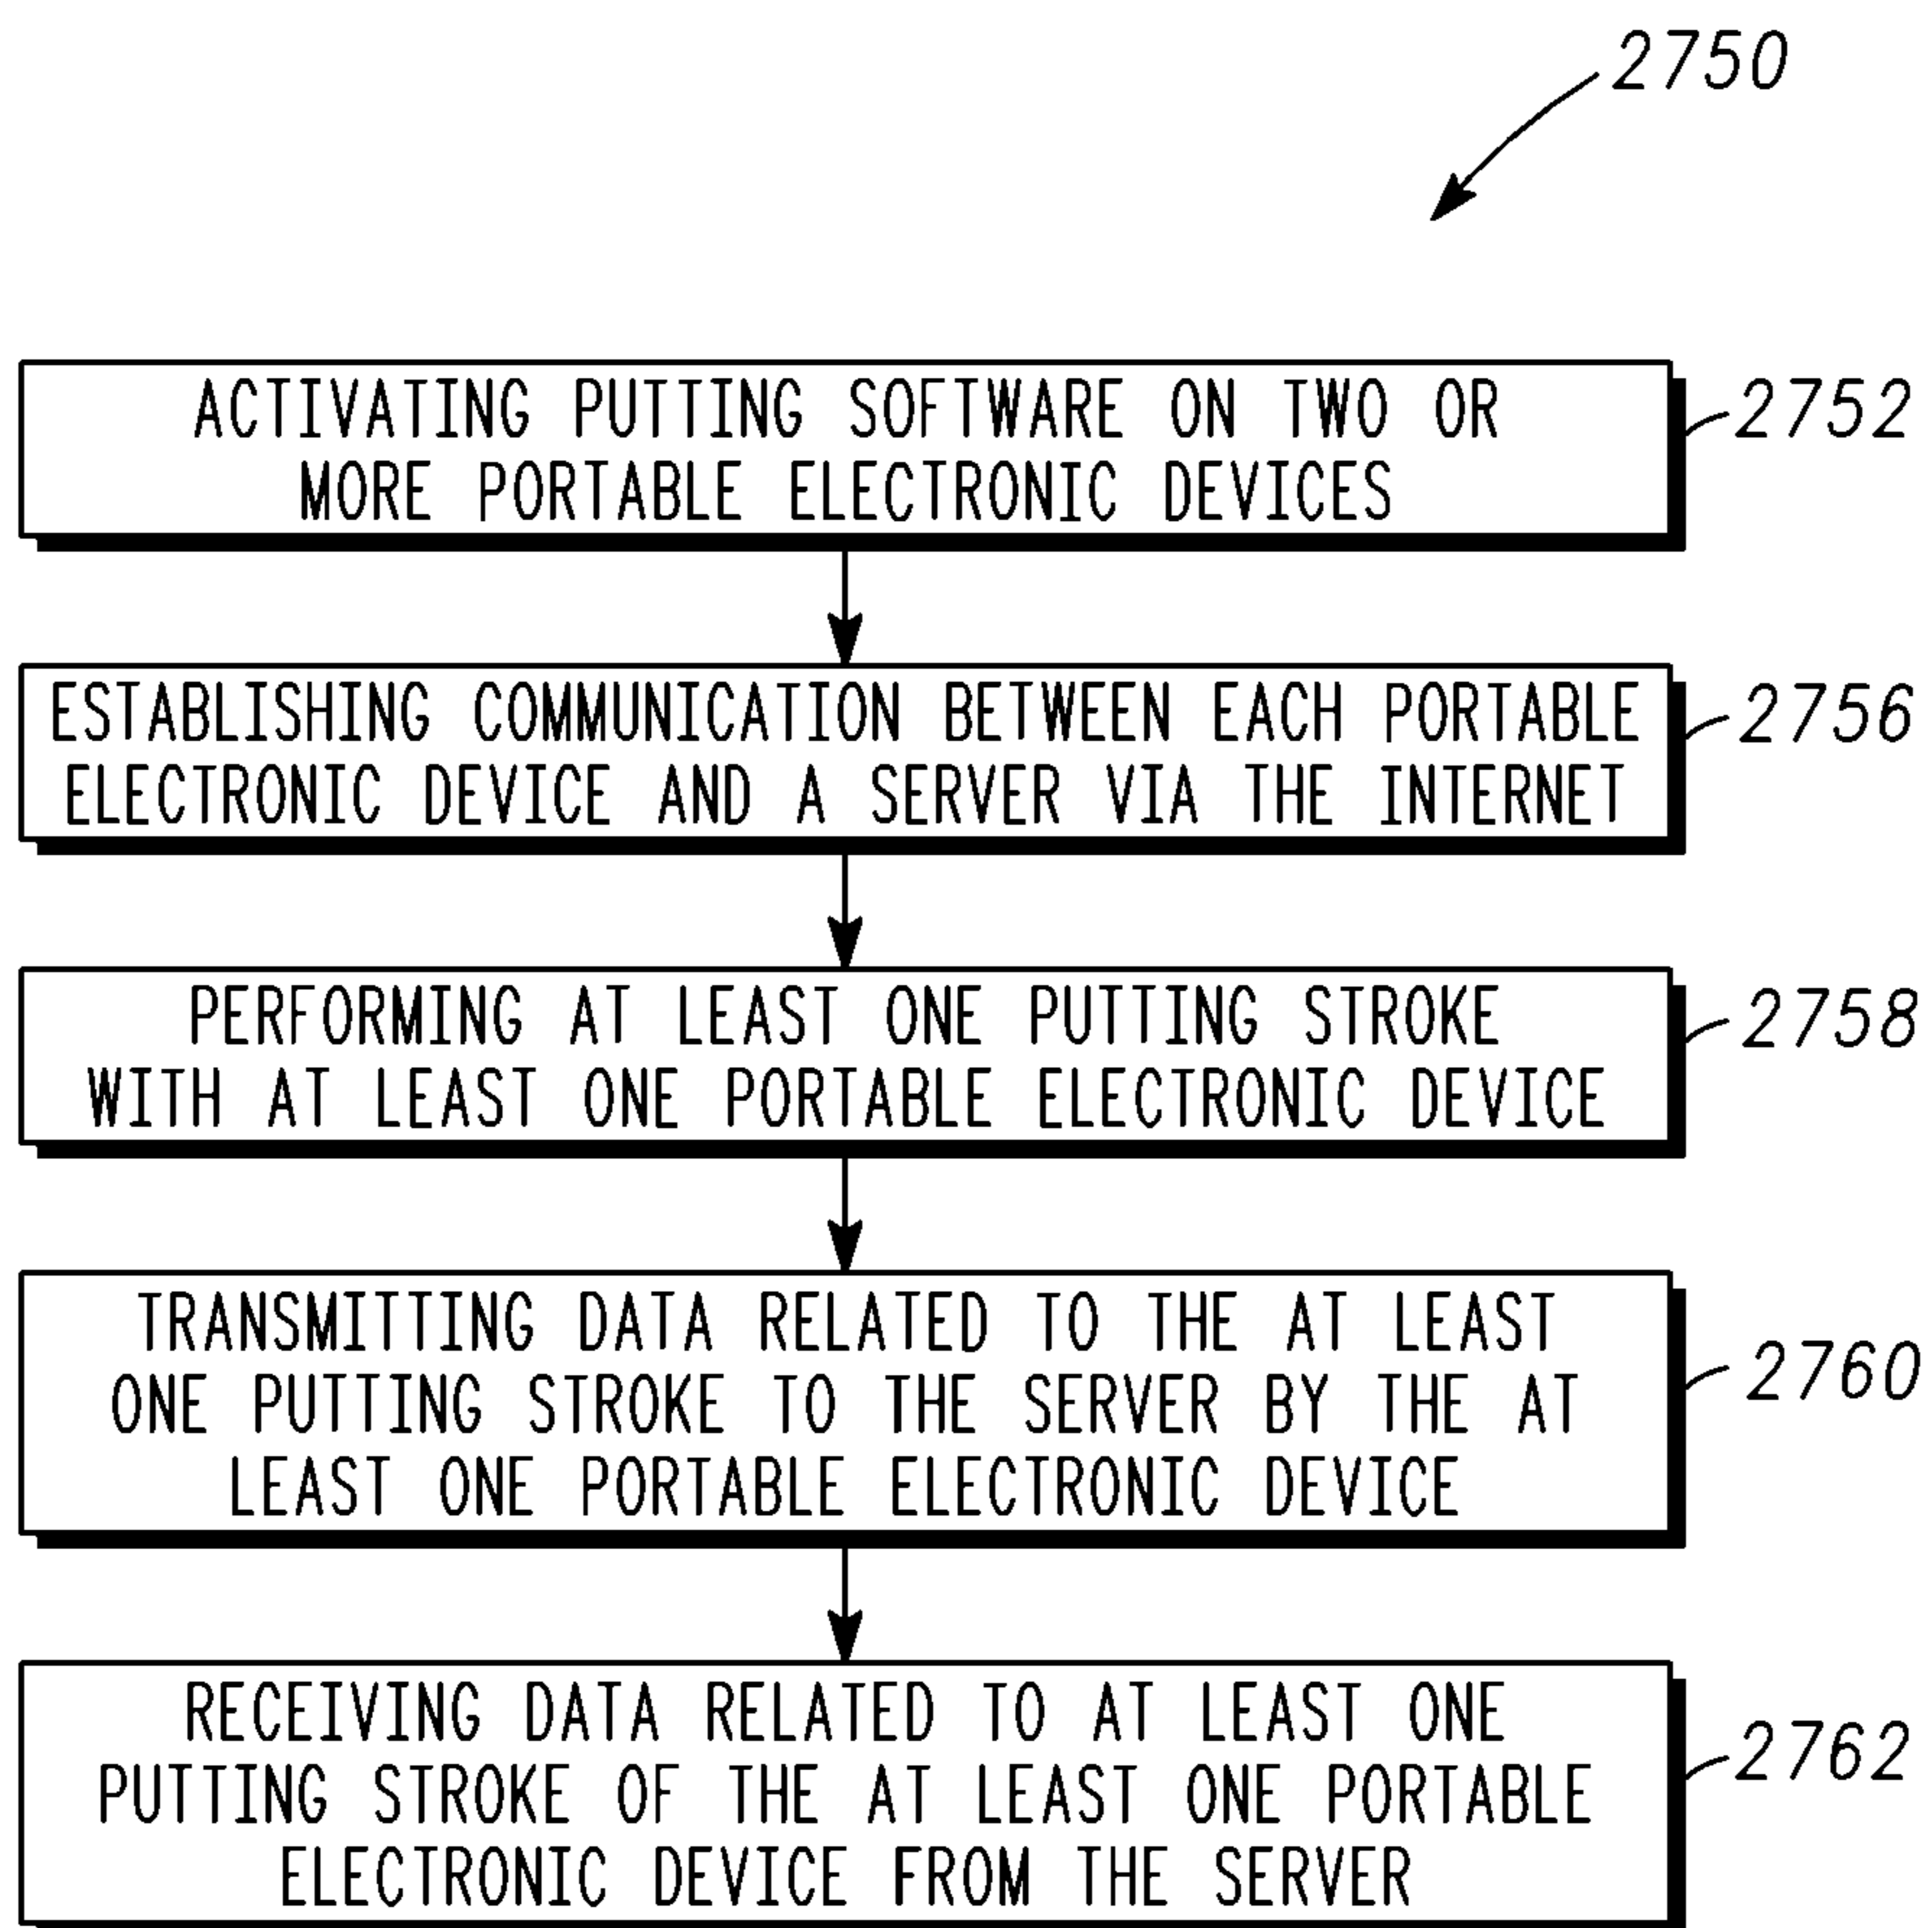 2750
ACTIVATING PUTTING SOFTWARE ON TWO OR
MORE PORTABLE ELECTRONIC DEVICES
2752
ESTABLISHING COMMUNICATION BETWEEN EACH PORTABLE
ELECTRONIC DEVICE AND A SERVER VIA THE INTERNET
2756
PERFORMING AT LEAST ONE PUTTING STROKE
WITH AT LEAST ONE PORTABLE ELECTRONIC DEVICE
2758
TRANSMITTING DATA RELATED TO THE AT LEAST
ONE PUTTING STROKE TO THE SERVER BY THE AT
LEAST ONE PORTABLE ELECTRONIC DEVICE
2760
RECEIVING DATA RELATED TO AT LEAST ONE
PUTTING STROKE OF THE AT LEAST ONE PORTABLE
ELECTRONIC DEVICE FROM THE SERVER
2762